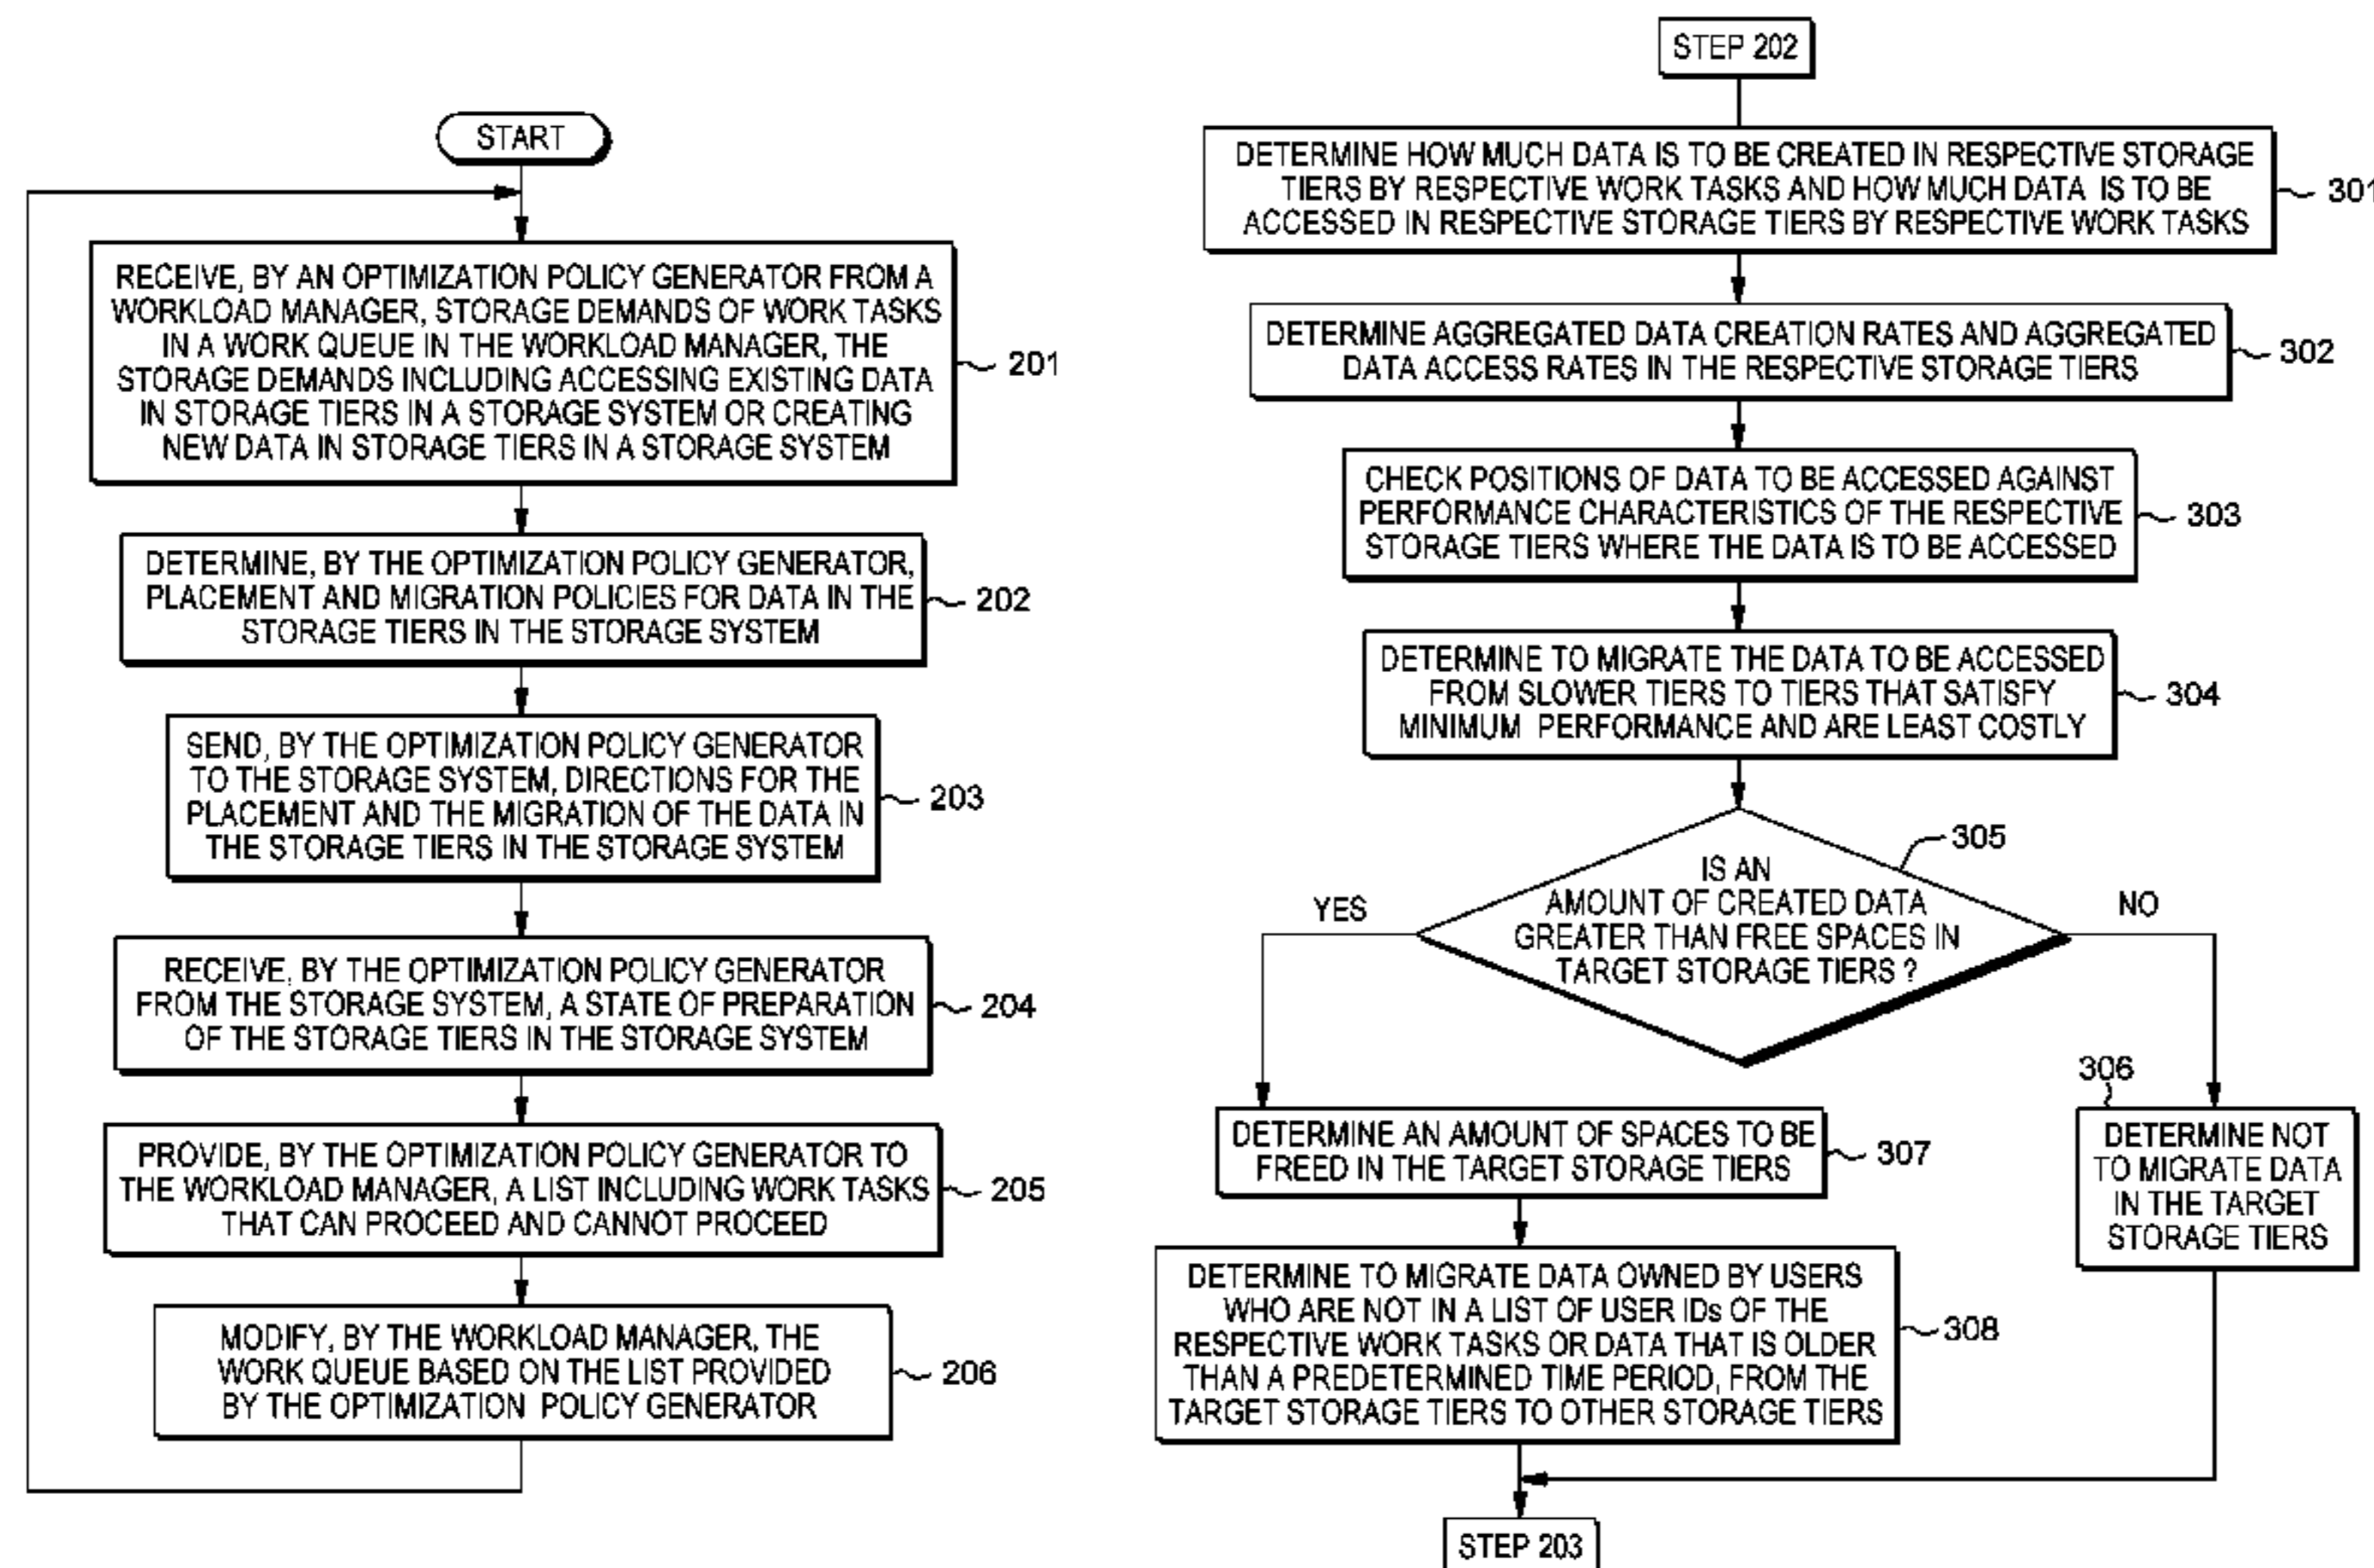 START
RECEIVE, BY AN OPTIMIZATION POLICY GENERATOR FROM A
WORKLOAD MANAGER, STORAGE DEMANDS OF WORK TASKS
IN A WORK QUEUE IN THE WORKLOAD MANAGER, THE
STORAGE DEMANDS INCLUDING ACCESSING EXISTING DATA
IN STORAGE TIERS IN A STORAGE SYSTEM OR CREATING
NEW DATA IN STORAGE TIERS IN A STORAGE SYSTEM
201
DETERMINE, BY THE OPTIMIZATION POLICY GENERATOR,
PLACEMENT AND MIGRATION POLICIES FOR DATA IN THE
STORAGE TIERS IN THE STORAGE SYSTEM
202
SEND, BY THE OPTIMIZATION POLICY GENERATOR
TO THE STORAGE SYSTEM, DIRECTIONS FOR THE
PLACEMENT AND THE MIGRATION OF THE DATA IN
THE STORAGE TIERS IN THE STORAGE SYSTEM
203
RECEIVE, BY THE OPTIMIZATION POLICY GENERATOR
FROM THE STORAGE SYSTEM, A STATE OF PREPARATION
OF THE STORAGE TIERS IN THE STORAGE SYSTEM
204
PROVIDE, BY THE OPTIMIZATION POLICY GENERATOR TO
THE WORKLOAD MANAGER, A LIST INCLUDING WORK TASKS
THAT CAN PROCEED AND CANNOT PROCEED
205
MODIFY, BY THE WORKLOAD MANAGER, THE
WORK QUEUE BASED ON THE LIST PROVIDED
BY THE OPTIMIZATION POLICY GENERATOR
206
STEP 202
DETERMINE HOW MUCH DATA IS TO BE CREATED IN RESPECTIVE STORAGE
TIERS BY RESPECTIVE WORK TASKS AND HOW MUCH DATA IS TO BE
ACCESSED IN RESPECTIVE STORAGE TIERS BY RESPECTIVE WORK TASKS
301
DETERMINE AGGREGATED DATA CREATION RATES AND AGGREGATED
DATA ACCESS RATES IN THE RESPECTIVE STORAGE TIERS
302
CHECK POSITIONS OF DATA TO BE ACCESSED AGAINST
PERFORMANCE CHARACTERISTICS OF THE RESPECTIVE
STORAGE TIERS WHERE THE DATA IS TO BE ACCESSED
303
DETERMINE TO MIGRATE THE DATA TO BE ACCESSED
FROM SLOWER TIERS TO TIERS THAT SATISFY
MINIMUM PERFORMANCE AND ARE LEAST COSTLY
304
305
IS AN
AMOUNT OF CREATED DATA
GREATER THAN FREE SPACES IN
TARGET STORAGE TIERS ?
YES
NO
306
DETERMINE NOT
TO MIGRATE DATA
IN THE TARGET
STORAGE TIERS
DETERMINE AN AMOUNT OF SPACES TO BE
FREED IN THE TARGET STORAGE TIERS
307
DETERMINE TO MIGRATE DATA OWNED BY USERS
WHO ARE NOT IN A LIST OF USER IDs OF THE
RESPECTIVE WORK TASKS OR DATA THAT IS OLDER
THAN A PREDETERMINED TIME PERIOD, FROM THE
TARGET STORAGE TIERS TO OTHER STORAGE TIERS
308
STEP 203